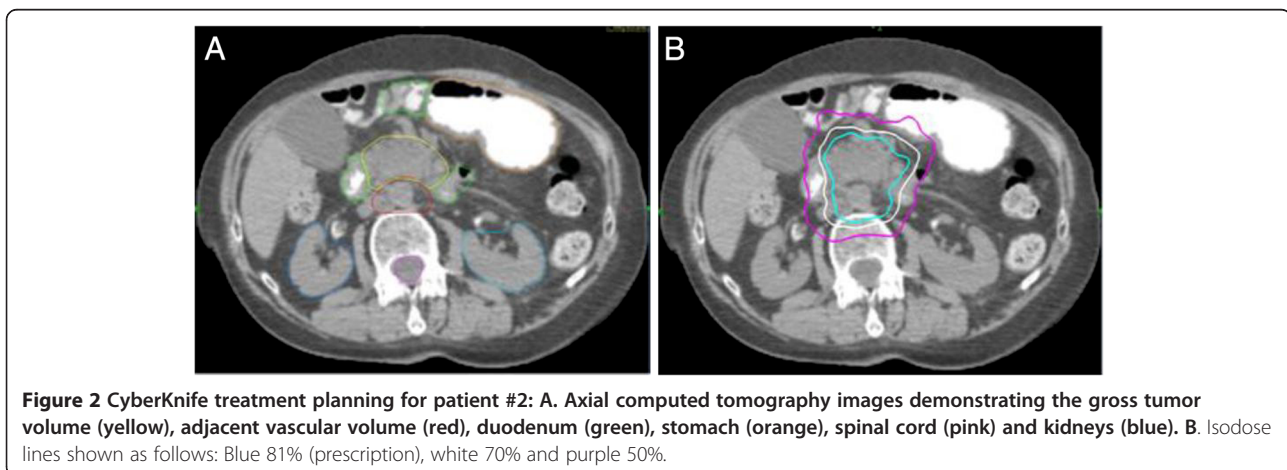 A
B
Figure 2 CyberKnife treatment planning for patient #2: A. Axial computed tomography images demonstrating the gross tumor
volume (yellow), adjacent vascular volume (red), duodenum (green), stomach (orange), spinal cord (pink) and kidneys (blue). B. Isodose
lines shown as follows: Blue 81% (prescription), white 70% and purple 50%.